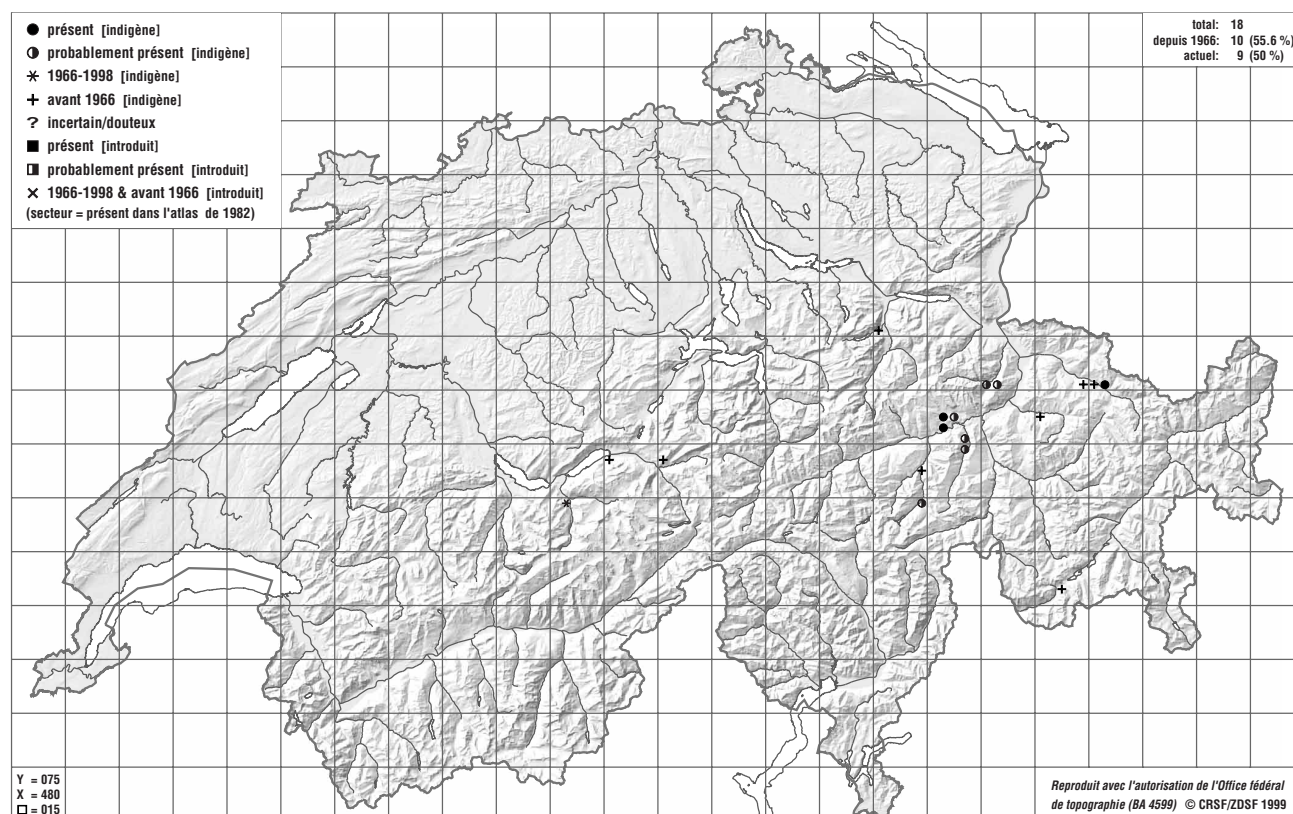 ● présent [indigène]
◑ probablement présent [indigène]
✳ 1966-1998 [indigène]
+ avant 1966 [indigène]
? incertain/douteux
■ présent [introduit]
◨ probablement présent [introduit]
× 1966-1998 & avant 1966 [introduit]
(secteur = présent dans l'atlas de 1982)
total: 18
depuis 1966: 10 (55.6 %)
actuel: 9 (50 %)
Y = 075
X = 480
□ = 015
Reproduit avec l'autorisation de l'Office fédéral
de topographie (BA 4599) © CRSF/ZDSF 1999